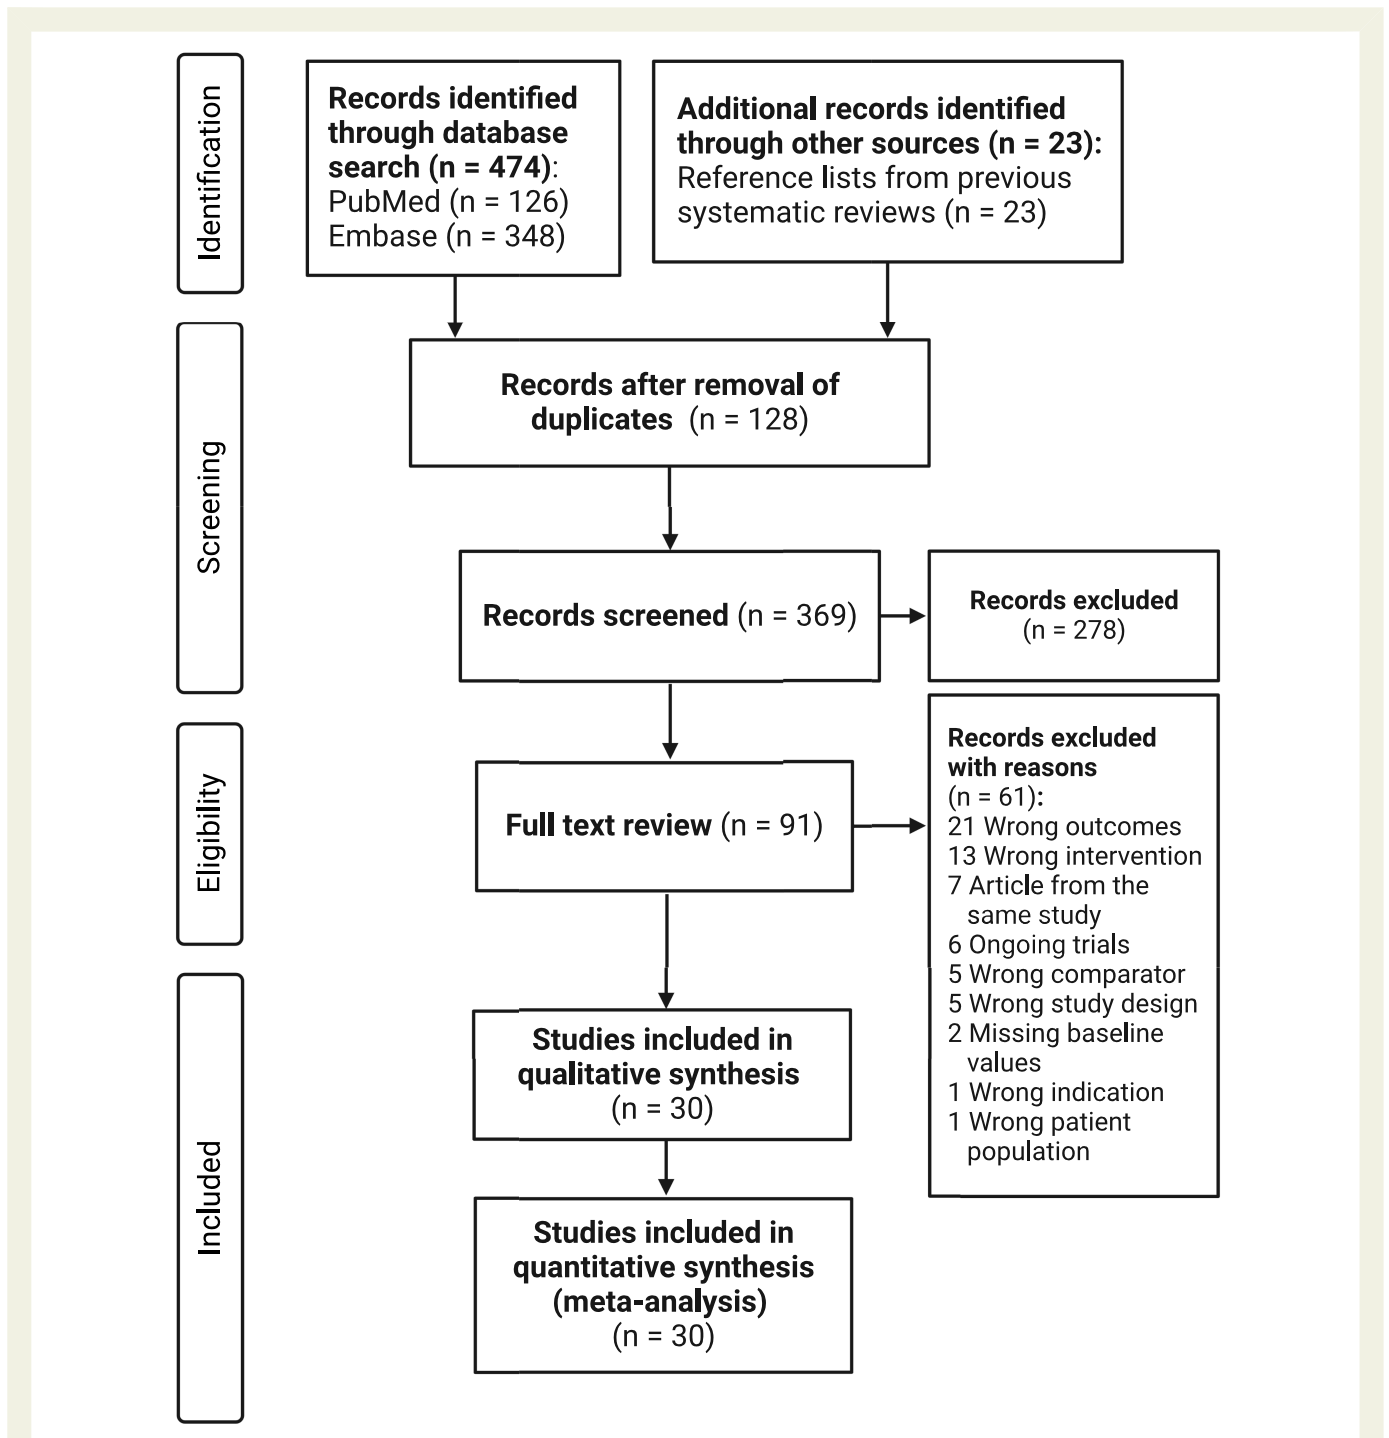 Identification
Records identified
through database
search (n = 474):
PubMed (n = 126)
Embase (n = 348)
Additional records identified
through other sources (n = 23):
Reference lists from previous
systematic reviews (n = 23)
Screening
Records after removal of
duplicates (n = 128)
Records screened (n = 369)
Records excluded
(n = 278)
Eligibility
Full text review (n = 91)
Records excluded
with reasons
(n = 61):
21 Wrong outcomes
13 Wrong intervention
7 Article from the
same study
6 Ongoing trials
5 Wrong comparator
5 Wrong study design
2 Missing baseline
values
1 Wrong indication
1 Wrong patient
population
Included
Studies included in
qualitative synthesis
(n = 30)
Studies included in
quantitative synthesis
(meta-analysis)
(n = 30)